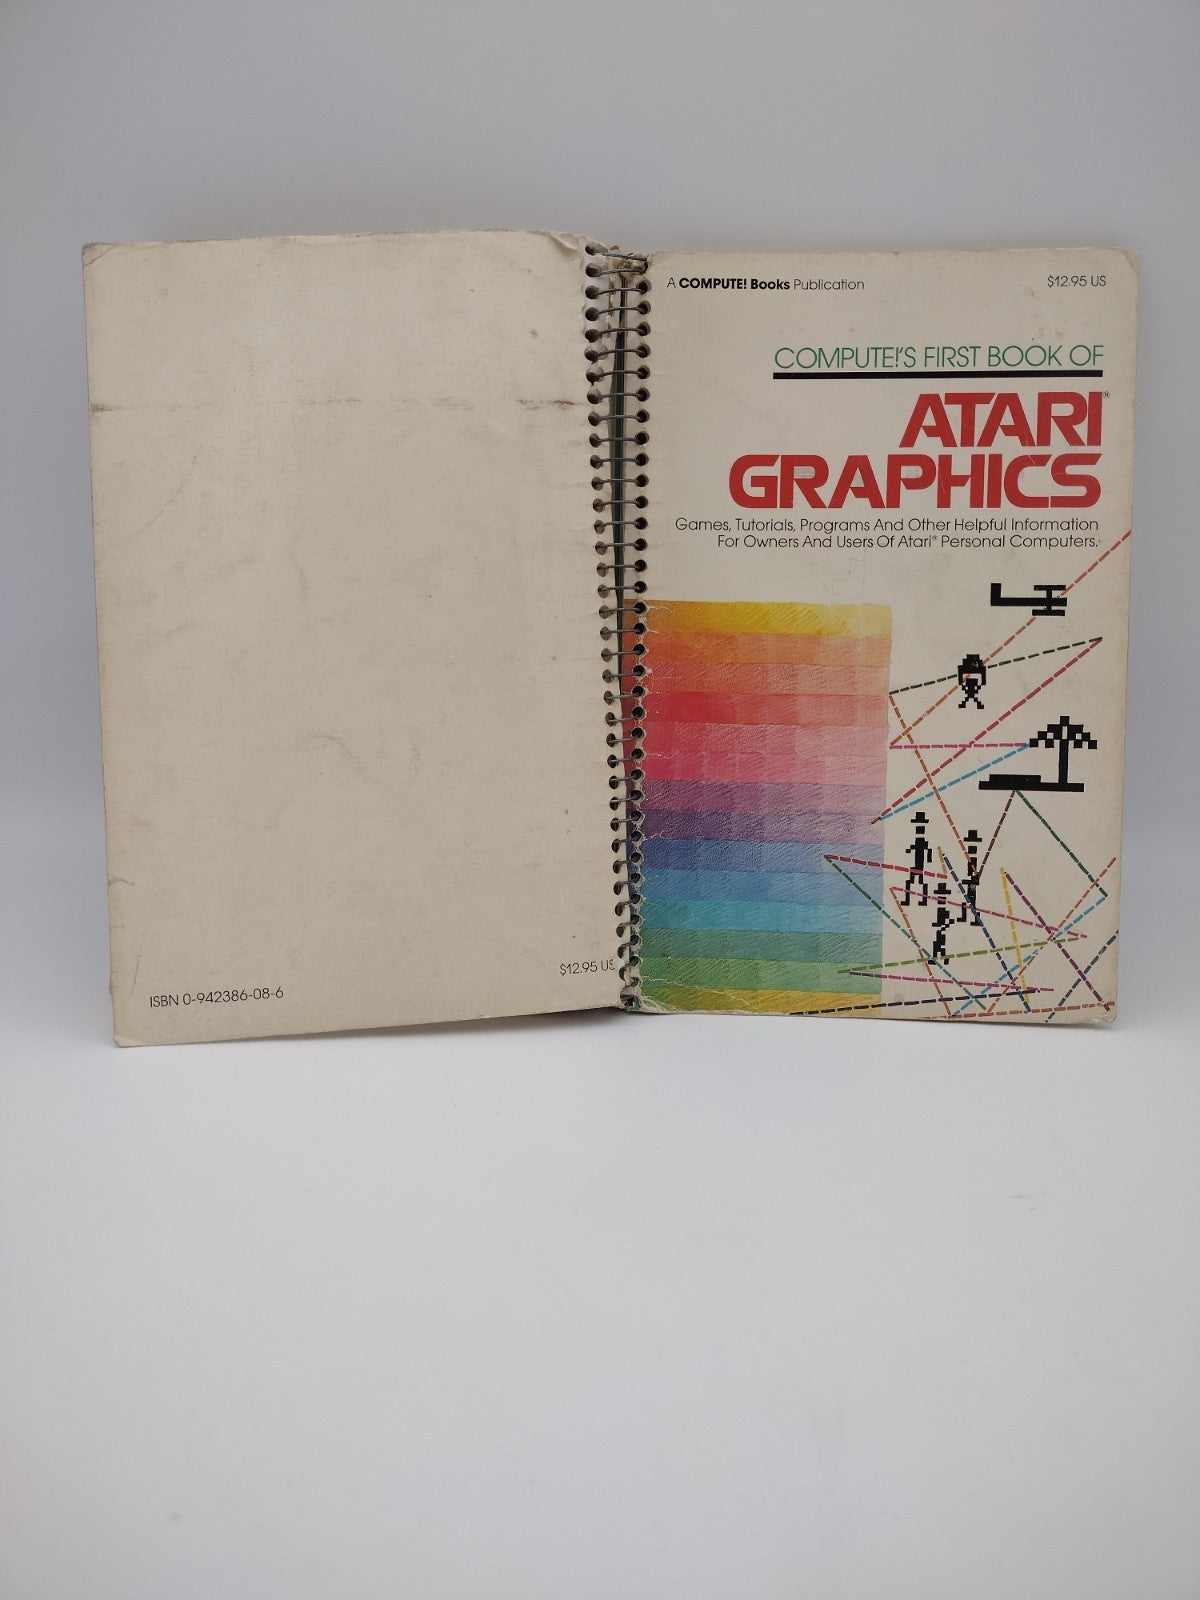 A COMPUTE! Books Publication
$12.95 US
COMPUTE!'S FIRST BOOK OF
ATARI®
GRAPHICS
Games, Tutorials, Programs And Other Helpful Information
For Owners And Users Of Atari® Personal Computers.
$12.95 US
ISBN 0-942386-08-6